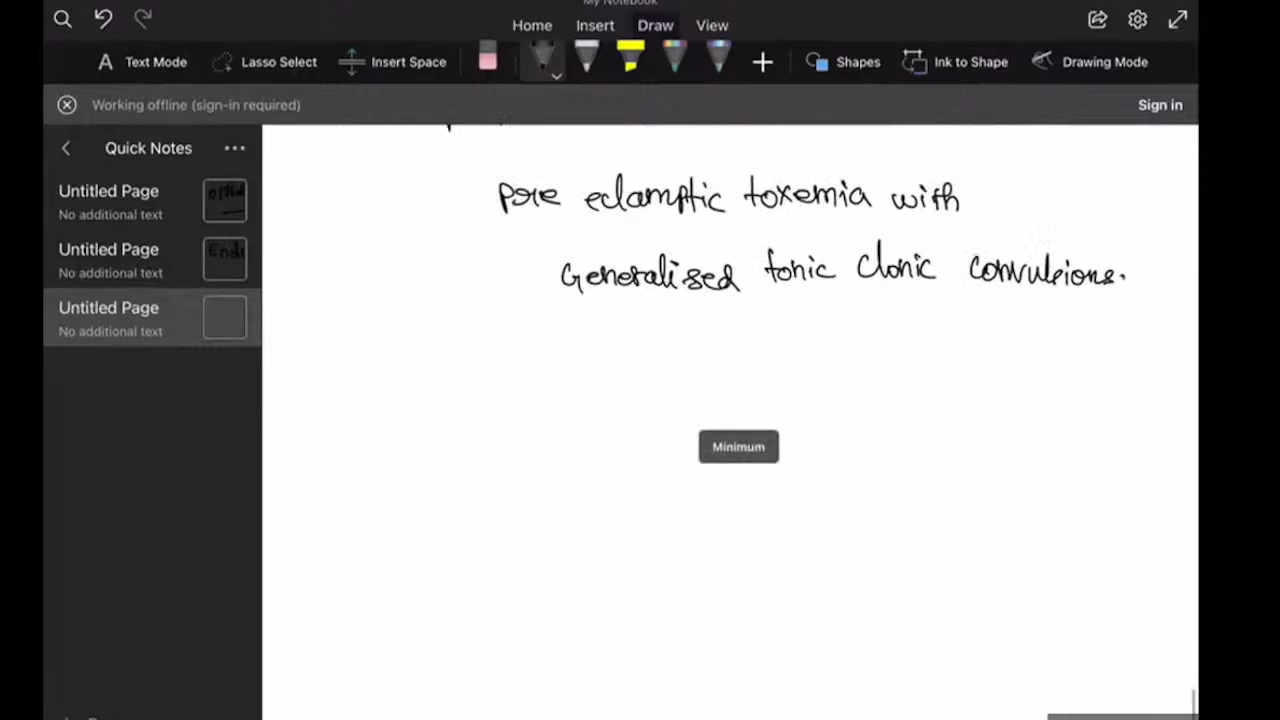 My Notebook
Home Insert Draw View
Text Mode Lasso Select Insert Space Shapes Ink to Shape Drawing Mode
Working offline (sign-in required) Sign in
Quick Notes
Untitled Page
No additional text
Untitled Page
No additional text
Untitled Page
No additional text
pre eclamptic toxemia with
Generalised tonic clonic convulsions.
Minimum